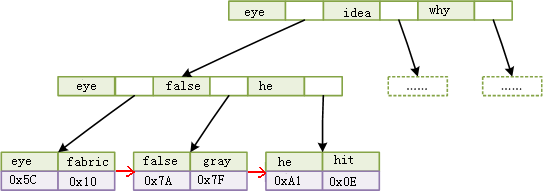 eye idea why
eye false he
...... ......
eye fabric false gray he hit
0x5C 0x10 0x7A 0x7F 0xA1 0x0E